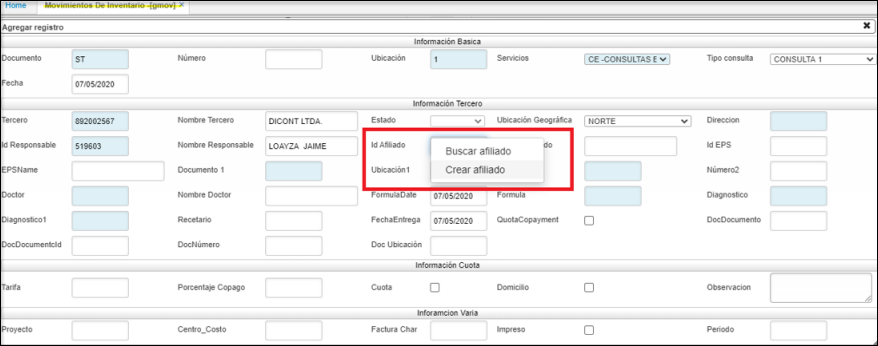 Home Movimientos De Inventario -[gmov] ×
Agregar registro ✖
Información Basica
Documento ST Número Ubicación 1 Servicios CE -CONSULTAS E Tipo consulta CONSULTA 1
Fecha 07/05/2020
Información Tercero
Tercero 892002567 Nombre Tercero DICONT LTDA. Estado Ubicación Geográfica NORTE Direccion
Id Responsable 519603 Nombre Responsable LOAYZA JAIME Id Afiliado Id EPS
Buscar afiliado
Crear afiliado
EPSName Documento 1 Ubicación1 Número2
Doctor Nombre Doctor FormulaDate 07/05/2020 Formula Diagnostico
Diagnostico1 Recetario FechaEntrega 07/05/2020 QuotaCopayment DocDocumento
DocDocumentcId DocNúmero Doc Ubicación
Información Cuota
Tarifa Porcentaje Copago Cuota Domicilio Observacion
Inforamcion Varia
Proyecto Centro_Costo Factura Char Impreso Periodo